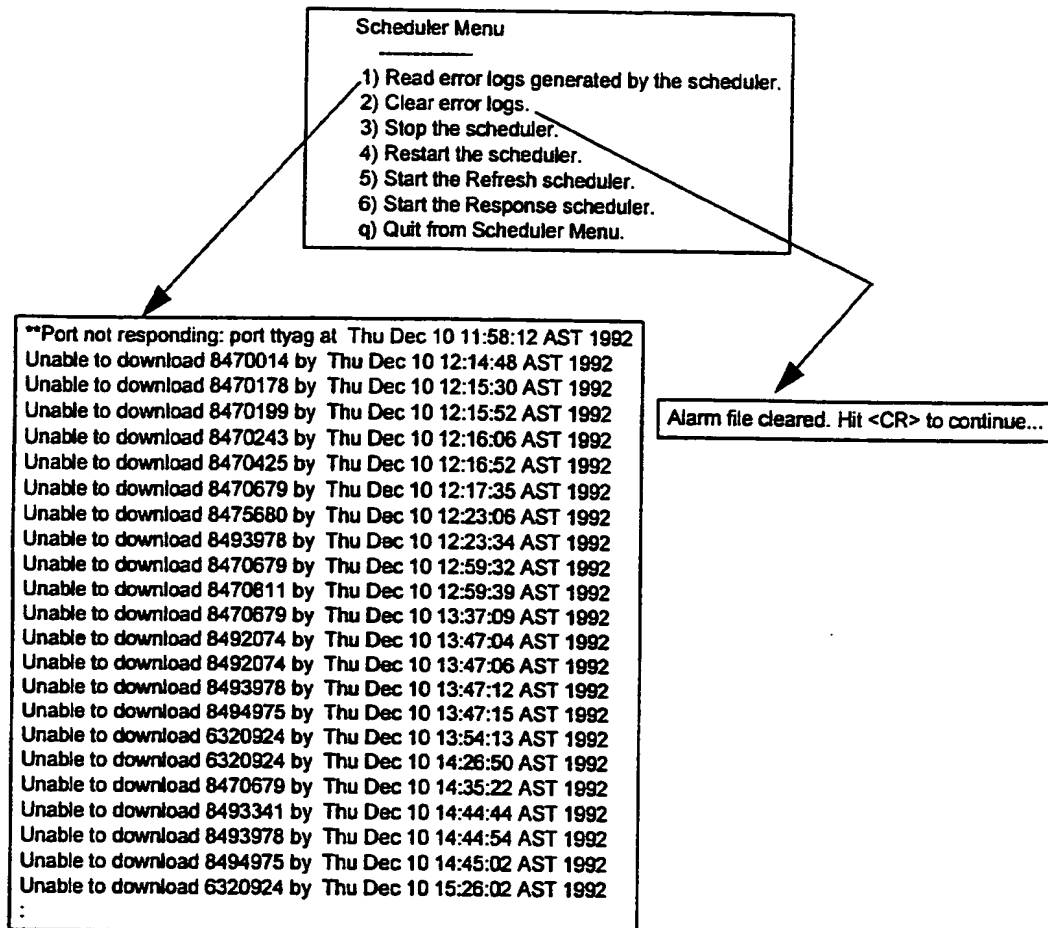 Scheduler Menu
1) Read error logs generated by the scheduler.
2) Clear error logs.
3) Stop the scheduler.
4) Restart the scheduler.
5) Start the Refresh scheduler.
6) Start the Response scheduler.
q) Quit from Scheduler Menu.
**Port not responding: port ttyag at Thu Dec 10 11:58:12 AST 1992
Unable to download 8470014 by Thu Dec 10 12:14:48 AST 1992
Unable to download 8470178 by Thu Dec 10 12:15:30 AST 1992
Unable to download 8470199 by Thu Dec 10 12:15:52 AST 1992
Unable to download 8470243 by Thu Dec 10 12:16:06 AST 1992
Unable to download 8470425 by Thu Dec 10 12:16:52 AST 1992
Unable to download 8470679 by Thu Dec 10 12:17:35 AST 1992
Unable to download 8475680 by Thu Dec 10 12:23:06 AST 1992
Unable to download 8493978 by Thu Dec 10 12:23:34 AST 1992
Unable to download 8470679 by Thu Dec 10 12:59:32 AST 1992
Unable to download 8470811 by Thu Dec 10 12:59:39 AST 1992
Unable to download 8470679 by Thu Dec 10 13:37:09 AST 1992
Unable to download 8492074 by Thu Dec 10 13:47:04 AST 1992
Unable to download 8492074 by Thu Dec 10 13:47:06 AST 1992
Unable to download 8493978 by Thu Dec 10 13:47:12 AST 1992
Unable to download 8494975 by Thu Dec 10 13:47:15 AST 1992
Unable to download 6320924 by Thu Dec 10 13:54:13 AST 1992
Unable to download 6320924 by Thu Dec 10 14:26:50 AST 1992
Unable to download 8470679 by Thu Dec 10 14:35:22 AST 1992
Unable to download 8493341 by Thu Dec 10 14:44:44 AST 1992
Unable to download 8493978 by Thu Dec 10 14:44:54 AST 1992
Unable to download 8494975 by Thu Dec 10 14:45:02 AST 1992
Unable to download 6320924 by Thu Dec 10 15:26:02 AST 1992
:
Alarm file cleared. Hit <CR> to continue...